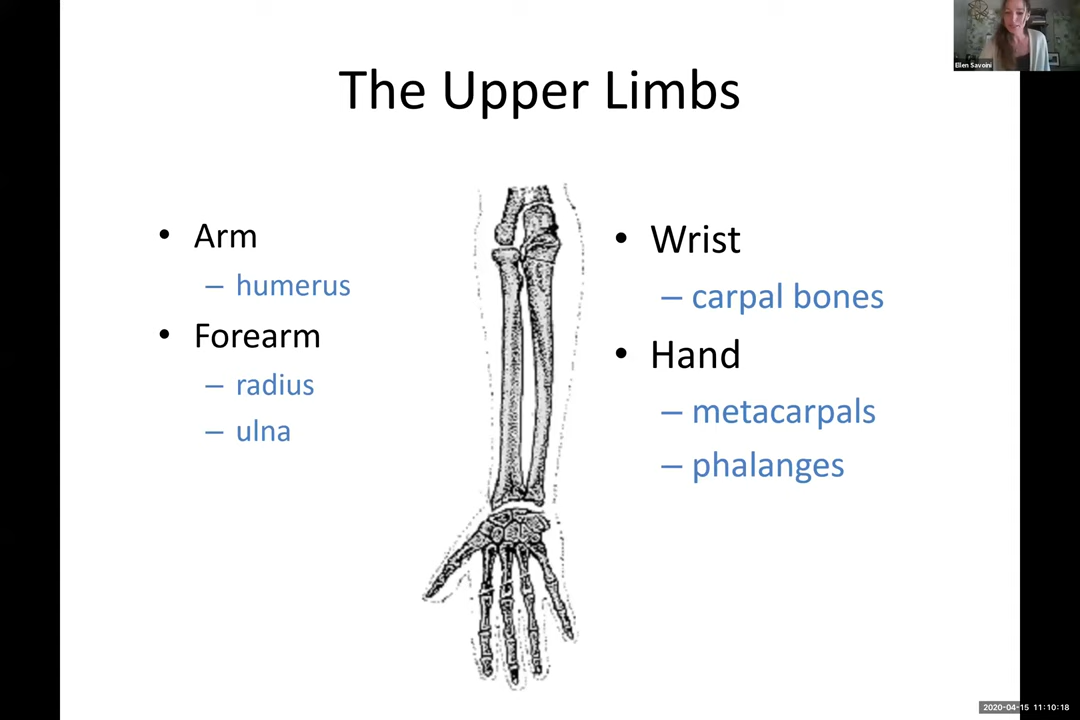 Ellen Savoini
The Upper Limbs
• Arm
– humerus
• Forearm
– radius
– ulna
• Wrist
– carpal bones
• Hand
– metacarpals
– phalanges
2020-04-15 11:10:18